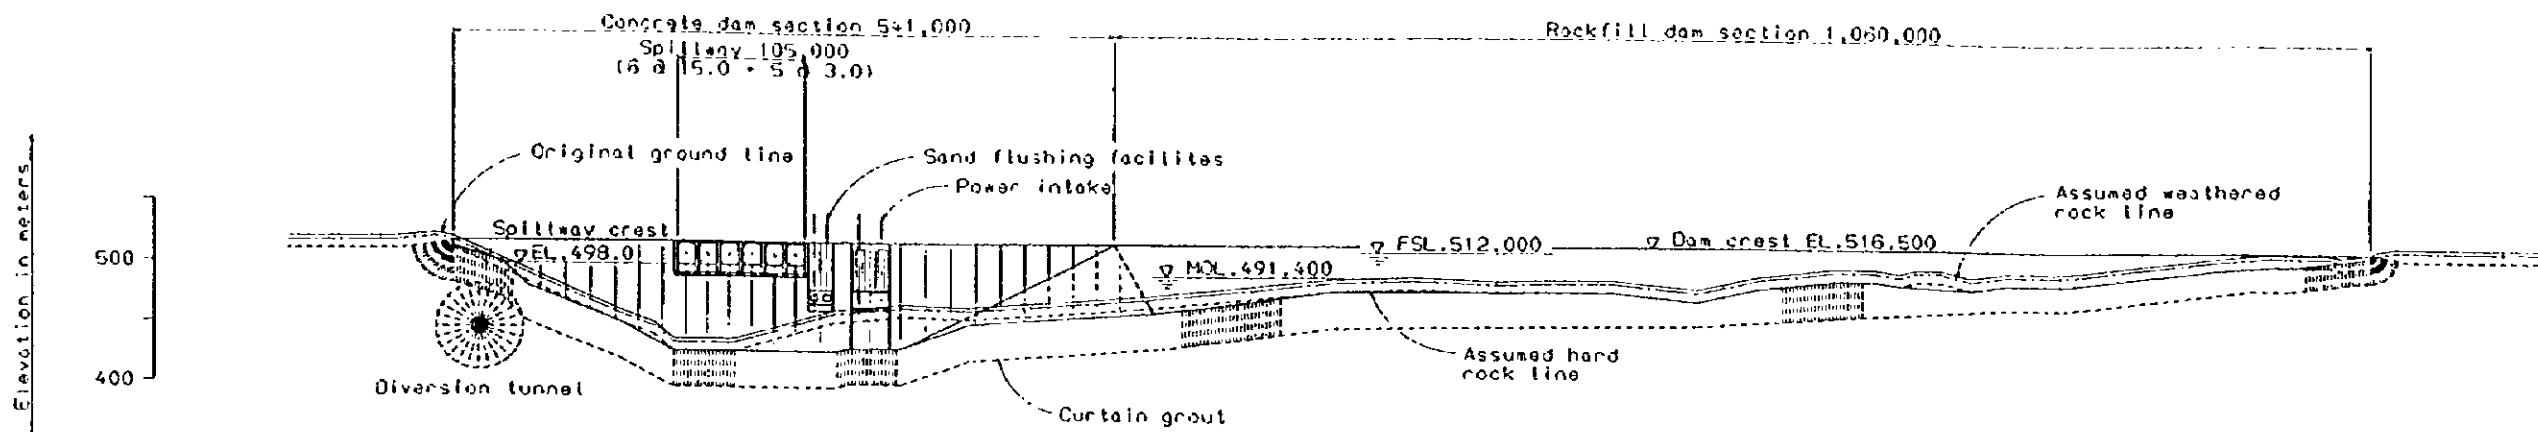 Concrete dam section 541,000
Rockfill dam section 1,060,000
Spillway 105,000
(6 @ 15.0 + 5 @ 3.0)
Original ground line
Sand flushing facilites
Power intake
Assumed weathered
rock line
Elevation in meters
Spillway crest
EL.498.0
FSL.512,000
Dam crest EL.516,500
500
MOL.491,400
400
Diversion tunnel
Assumed hard
rock line
Curtain grout